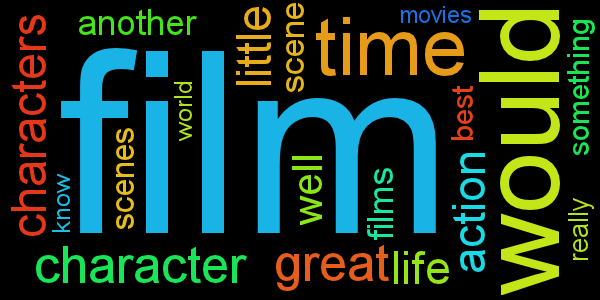 characters
another
film
little
scene
time
movies
would
something
world
scenes
know
well
films
best
action
really
character
great
life